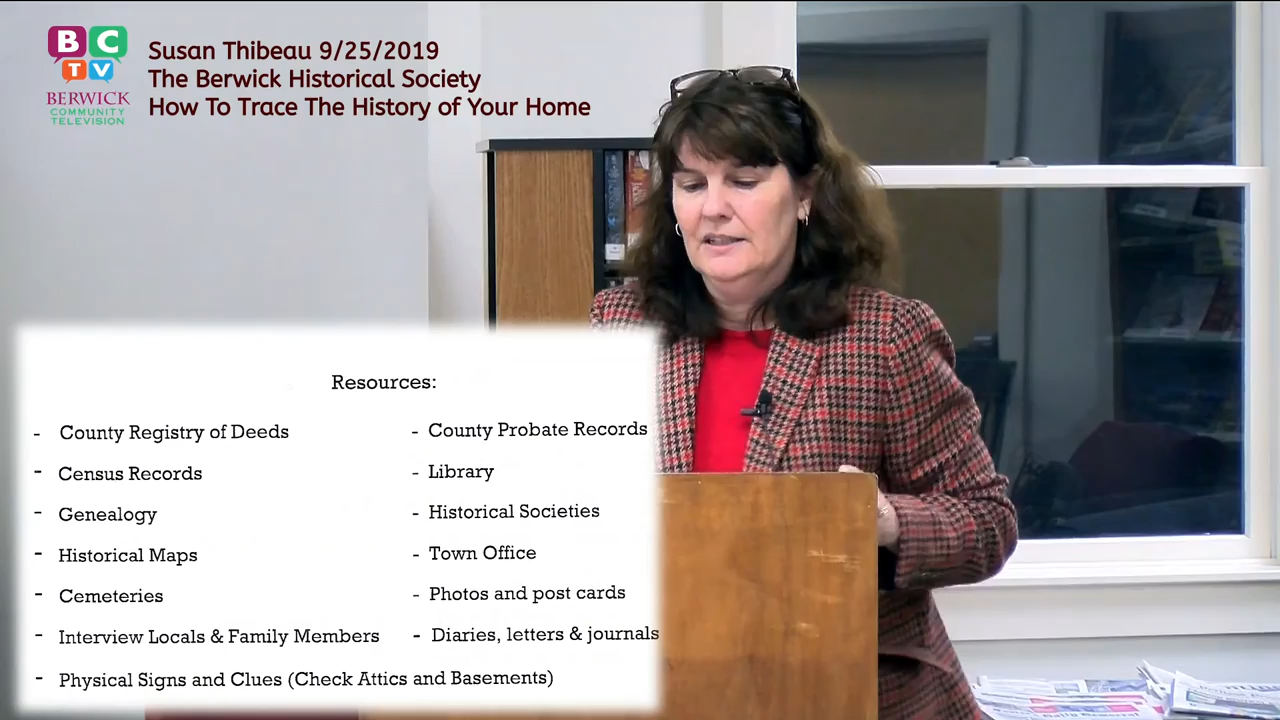 BC
TV
BERWICK
COMMUNITY
TELEVISION
Susan Thibeau 9/25/2019
The Berwick Historical Society
How To Trace The History of Your Home
Resources:
- County Registry of Deeds
- Census Records
- Genealogy
- Historical Maps
- Cemeteries
- Interview Locals & Family Members
- County Probate Records
- Library
- Historical Societies
- Town Office
- Photos and post cards
- Diaries, letters & journals
- Physical Signs and Clues (Check Attics and Basements)